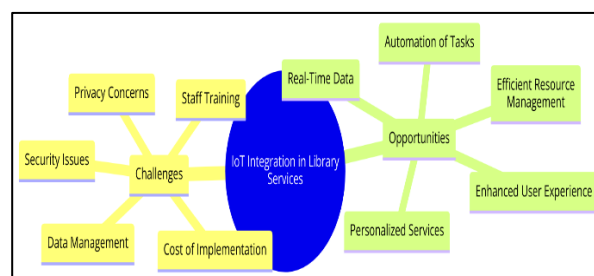 Automation of Tasks
Real-Time Data
Efficient Resource
Management
Privacy Concerns
Staff Training
Opportunities
Security Issues
Challenges
IoT Integration in Library
Services
Enhanced User Experience
Personalized Services
Data Management
Cost of Implementation